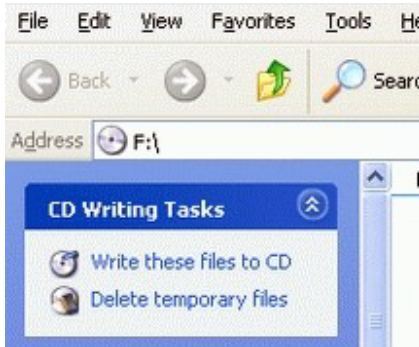 File Edit View Favorites Tools
Back
Address F:\
CD Writing Tasks
Write these files to CD
Delete temporary files